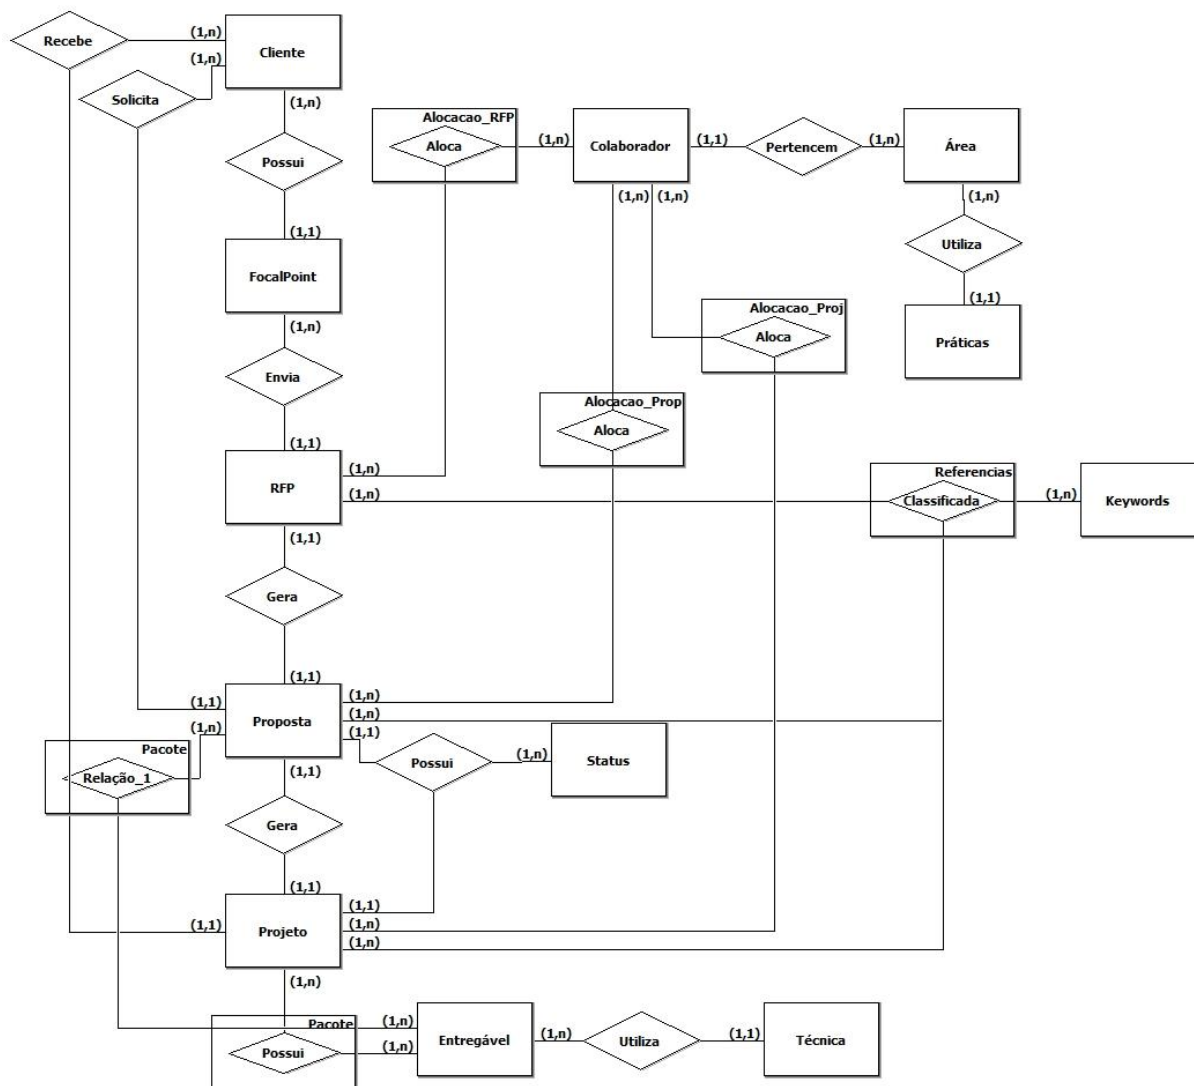 (1,n)
Recebe
(1,n)
Cliente
Solicita
(1,n)
Alocacao_RFP
Aloca
(1,n)
Colaborador
(1,1)
Pertencem
(1,n)
Área
Possui
(1,n)
(1,n)
(1,n)
(1,1)
Utiliza
FocalPoint
(1,1)
Alocacao_Proj
Aloca
Práticas
(1,n)
Envia
Alocacao_Prop
Aloca
(1,1)
RFP
(1,n)
(1,n)
Referencias
Classificada
(1,n)
Keywords
(1,1)
Gera
(1,1)
(1,1)
(1,n)
Proposta
(1,n)
(1,n)
(1,1)
Pacote
Relação_1
Possui
(1,n)
Status
(1,1)
Gera
(1,1)
(1,1)
Projeto
(1,1)
(1,n)
(1,n)
(1,n)
Pacote
Possui
(1,n)
(1,n)
Entregável
(1,n)
Utiliza
(1,1)
Técnica